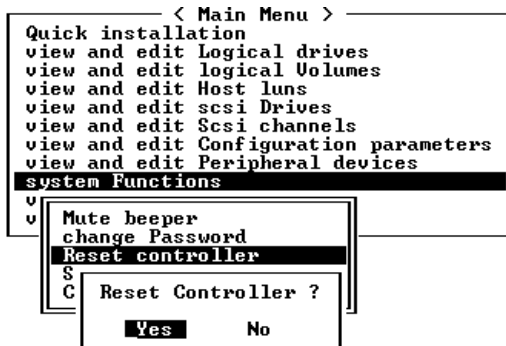 < Main Menu >
Quick installation
view and edit Logical drives
view and edit logical Volumes
view and edit Host luns
view and edit scsi Drives
view and edit Scsi channels
view and edit Configuration parameters
view and edit Peripheral devices
system Functions
v
v
Mute beeper
change Password
Reset controller
S
C
Reset Controller ?
Yes No